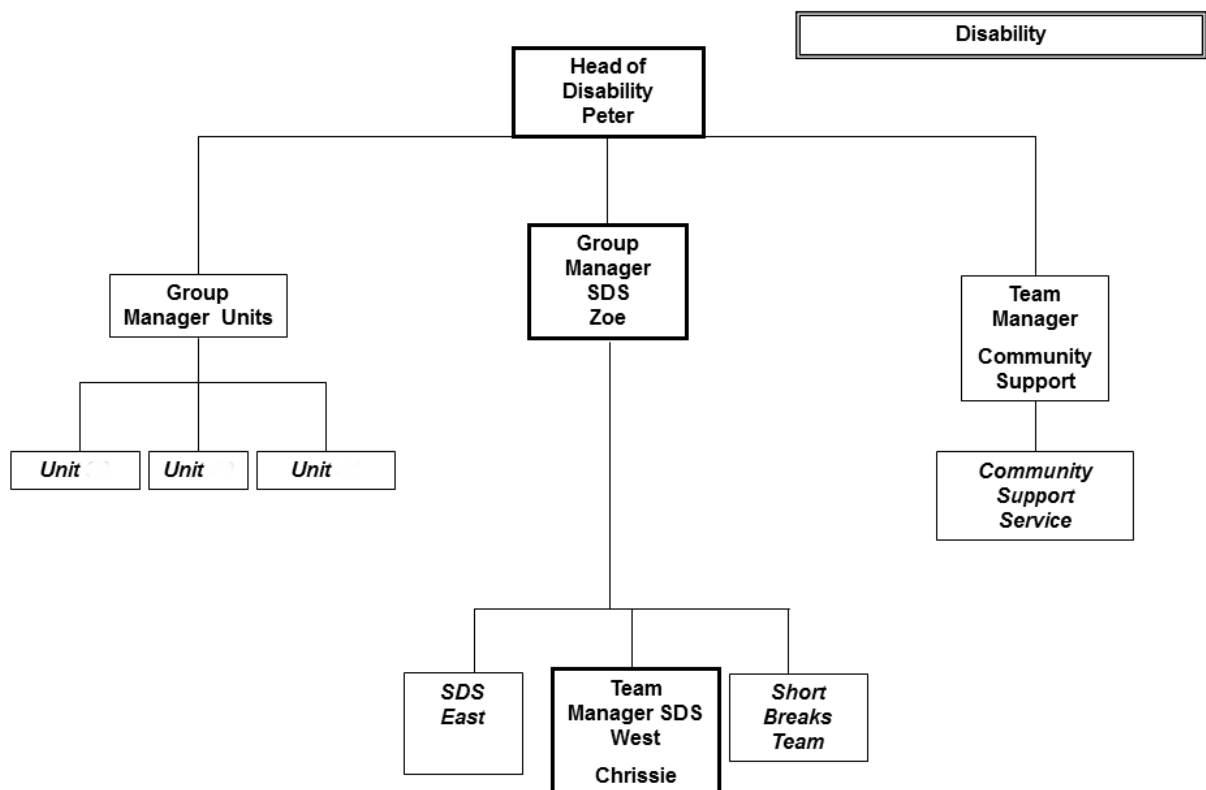 Disability
Head of
Disability
Peter
Group
Manager
SDS
Zoe
Group
Manager Units
Team
Manager
Community
Support
Unit
Unit
Unit
Community
Support
Service
SDS
East
Team
Manager SDS
West
Chrissie
Short
Breaks
Team